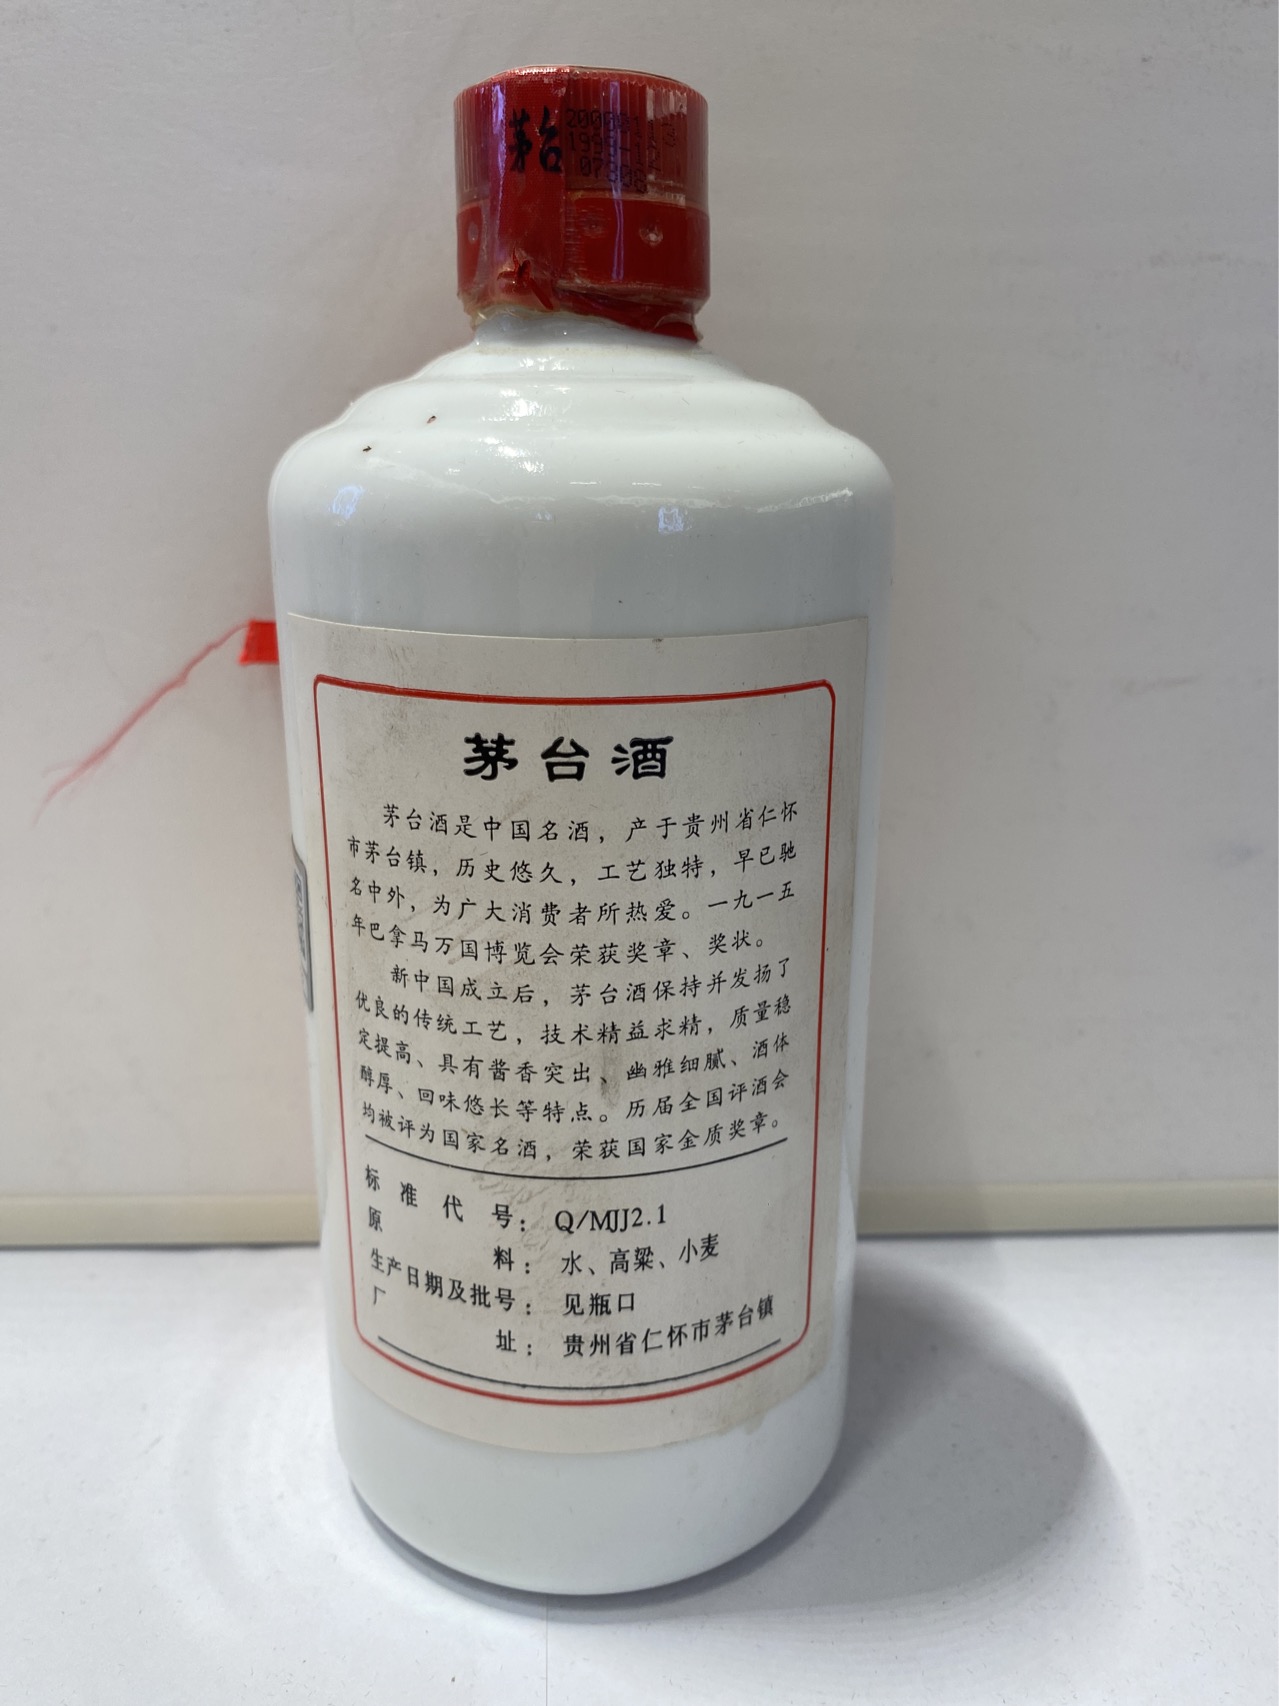 茅台
1999-12
07808
茅台酒
茅台酒是中国名酒，产于贵州省仁怀
市茅台镇，历史悠久，工艺独特，早已驰
名中外，为广大消费者所热爱。一九一五
年巴拿马万国博览会荣获奖章、奖状。
新中国成立后，茅台酒保持并发扬了
优良的传统工艺，技术精益求精，质量稳
定提高、具有酱香突出、幽雅细腻、酒体
醇厚、回味悠长等特点。历届全国评酒会
均被评为国家名酒，荣获国家金质奖章。
标准代号：Q/MJJ2.1
原料：水、高粱、小麦
生产日期及批号：见瓶口
厂址：贵州省仁怀市茅台镇